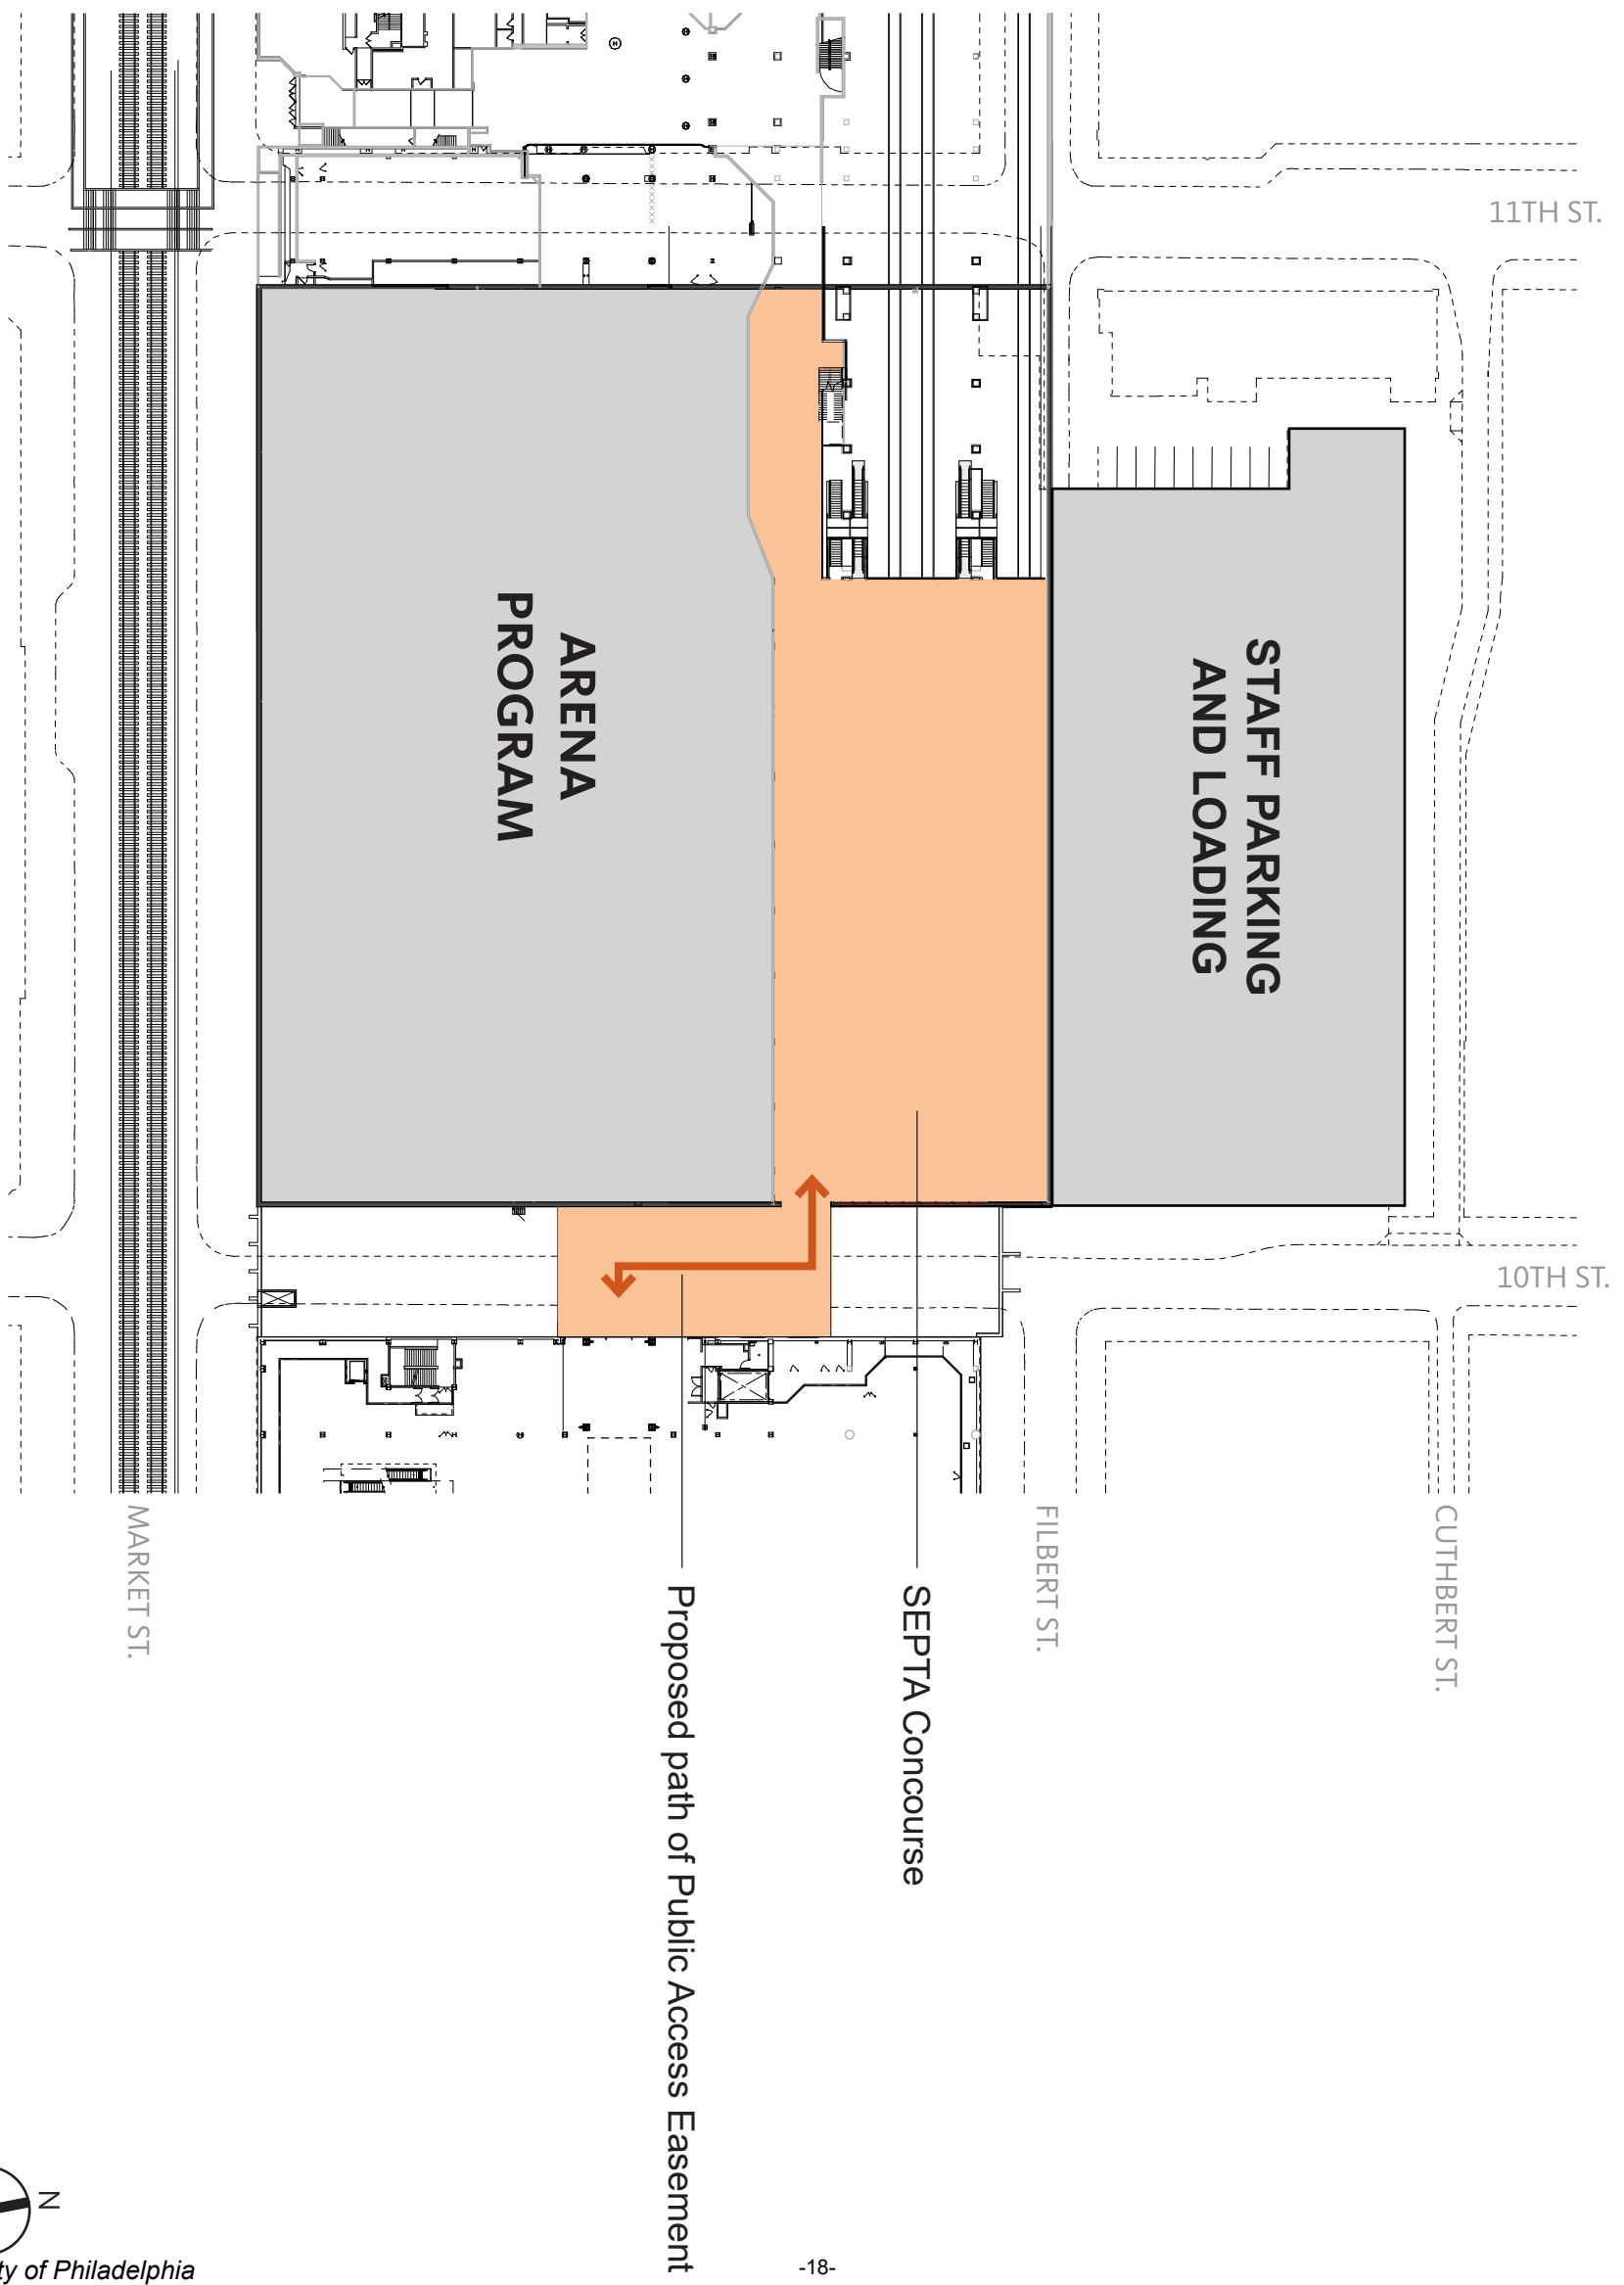 11TH ST.
ARENA
PROGRAM
STAFF PARKING
AND LOADING
10TH ST.
MARKET ST.
FILBERT ST.
CUTHBERT ST.
SEPTA Concourse
Proposed path of Public Access Easement
N
ty of Philadelphia
-18-